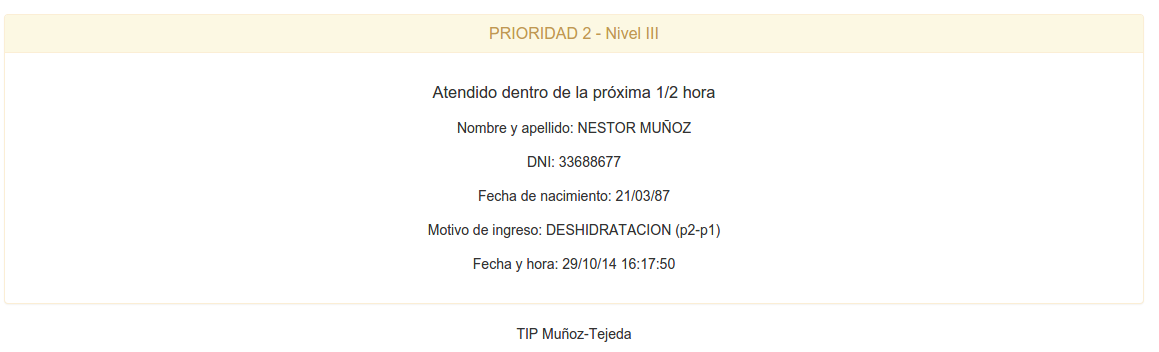 PRIORIDAD 2 - Nivel III
Atendido dentro de la próxima 1/2 hora
Nombre y apellido: NESTOR MUÑOZ
DNI: 33688677
Fecha de nacimiento: 21/03/87
Motivo de ingreso: DESHIDRATACION (p2-p1)
Fecha y hora: 29/10/14 16:17:50
TIP Muñoz-Tejeda